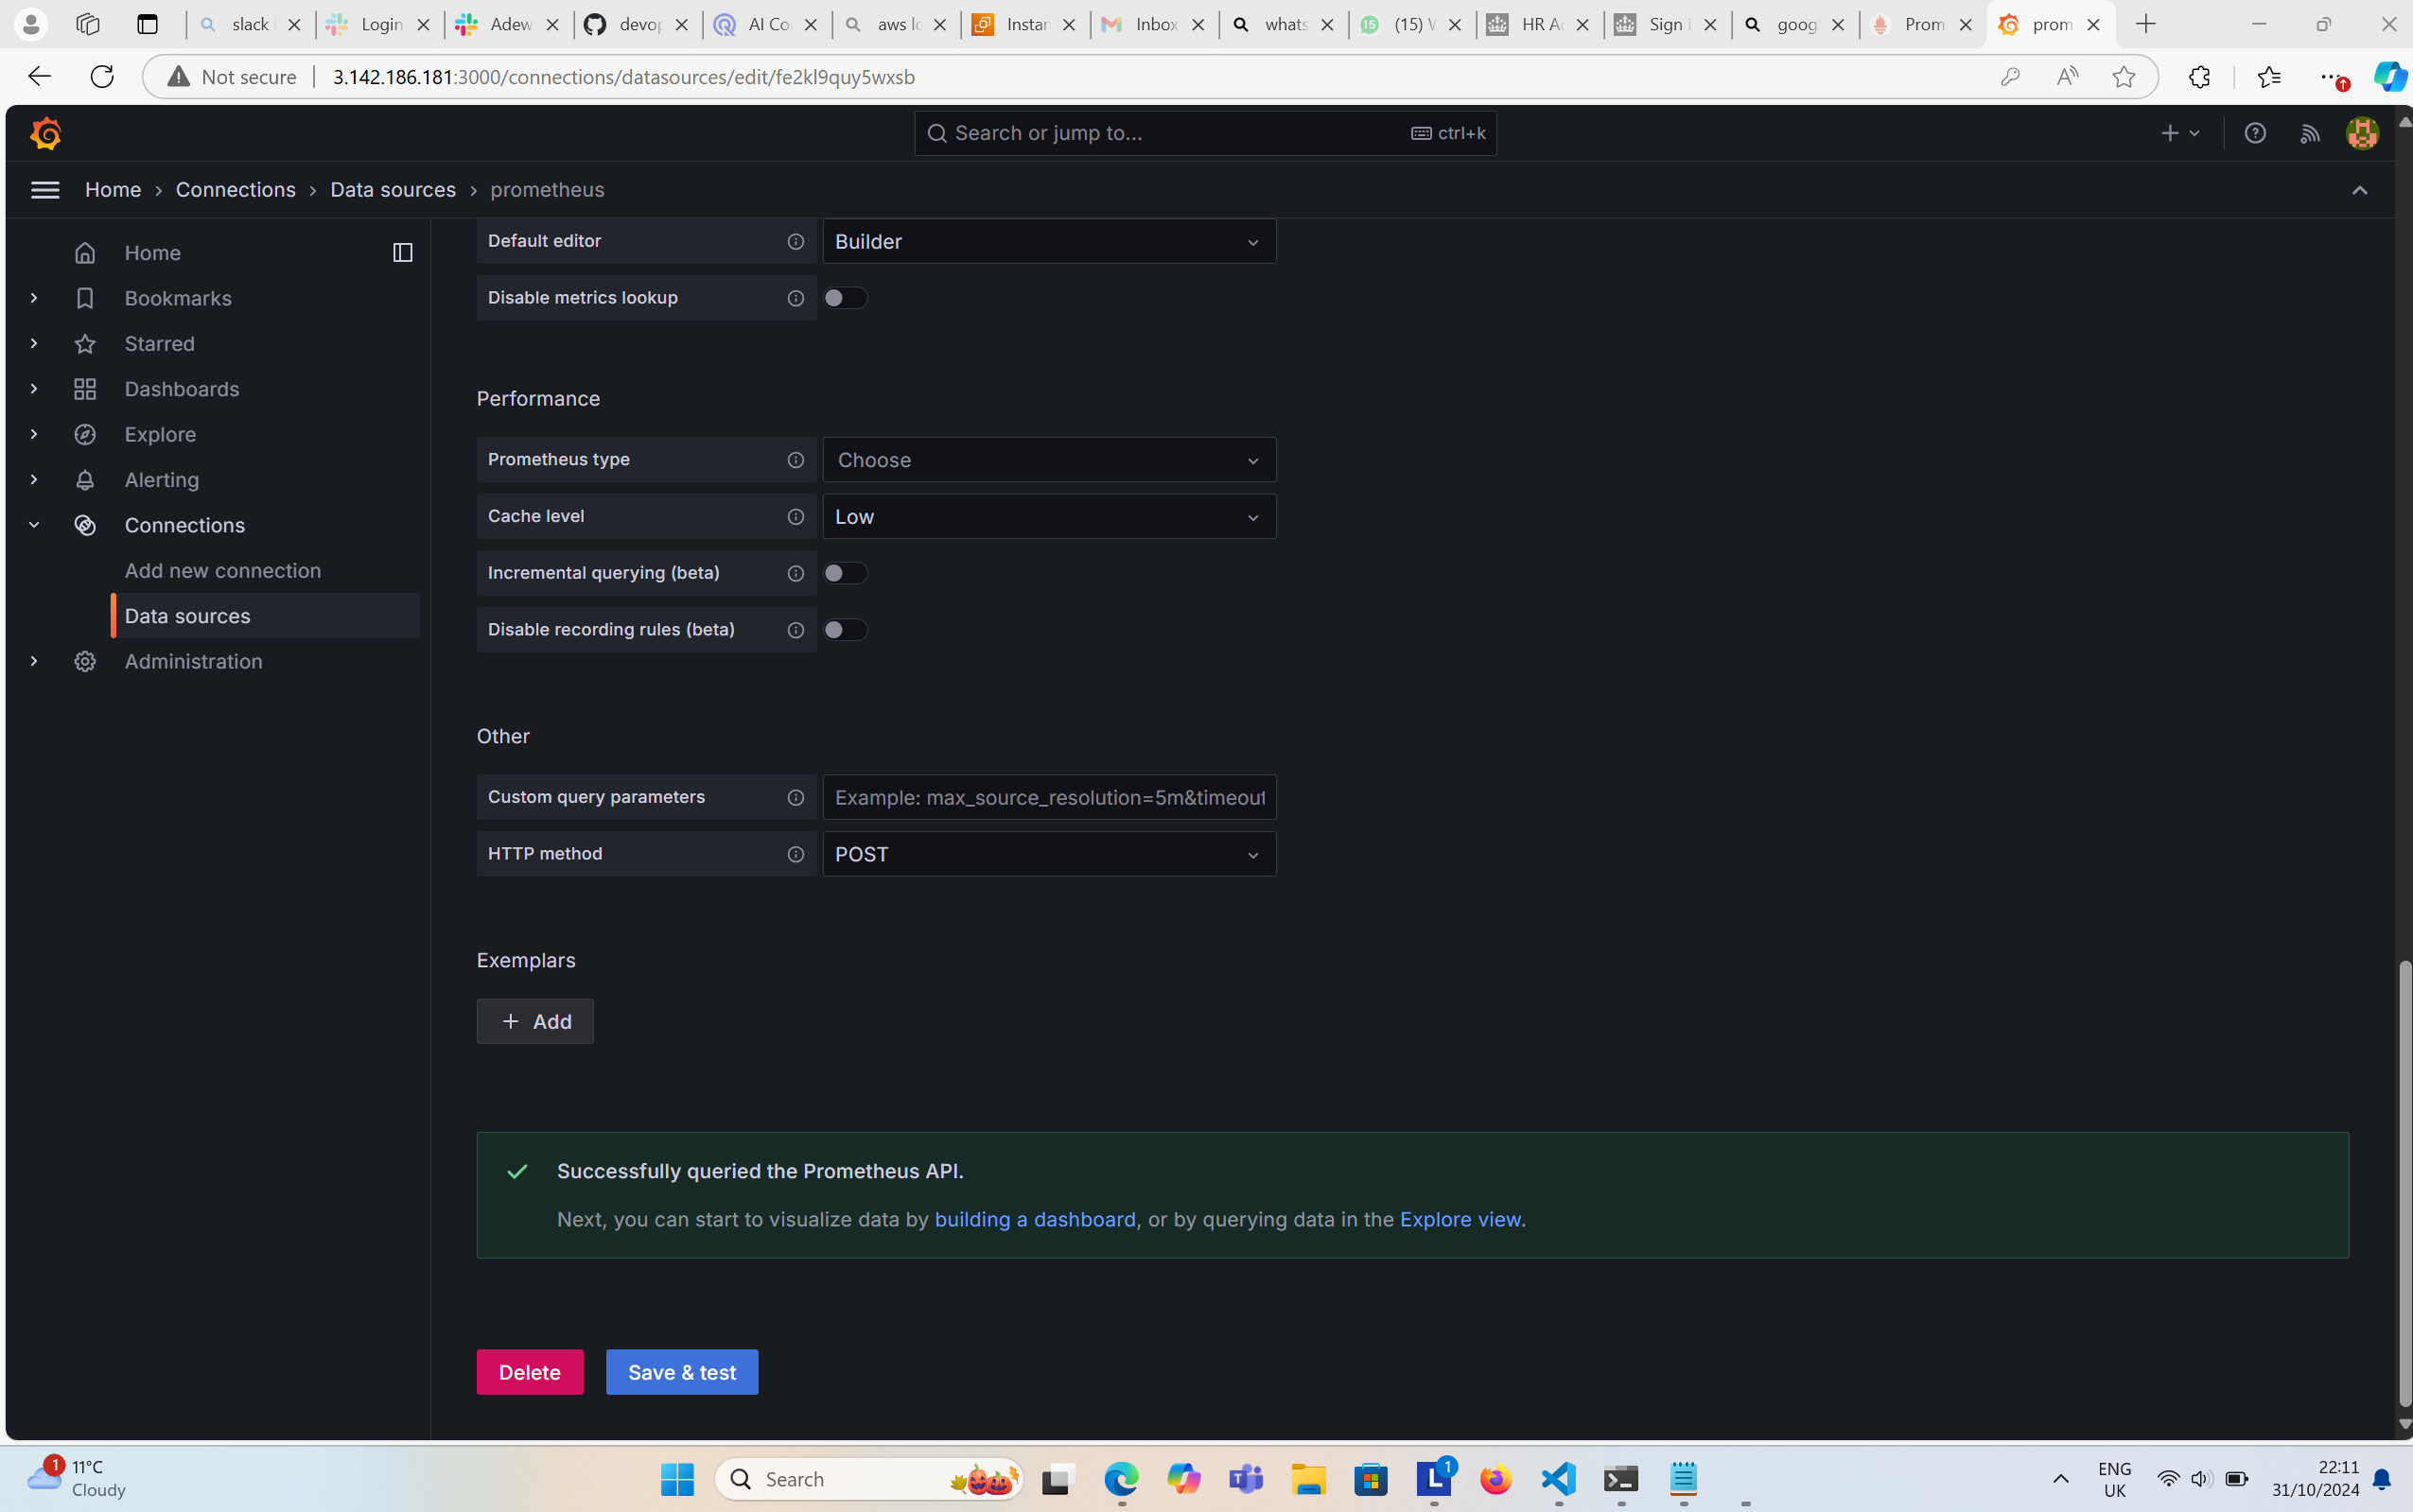 slack
Login
Adew
devop
AI Co
aws lo
Instan
Inbox
whats
15
(15) W
HR A
Sign i
goog
Prom
prom
Not secure
3.142.186.181:3000/connections/datasources/edit/fe2kl9quy5wxsb
Search or jump to...
ctrl+k
Home › Connections › Data sources › prometheus
Home
Bookmarks
Starred
Dashboards
Explore
Alerting
Connections
Add new connection
Data sources
Administration
Default editor
Builder
Disable metrics lookup
Performance
Prometheus type
Choose
Cache level
Low
Incremental querying (beta)
Disable recording rules (beta)
Other
Custom query parameters
Example: max_source_resolution=5m&timeout
HTTP method
POST
Exemplars
Add
Successfully queried the Prometheus API.
Next, you can start to visualize data by building a dashboard, or by querying data in the Explore view.
Delete
Save & test
1
11°C
Cloudy
Search
L
1
ENG
UK
22:11
31/10/2024